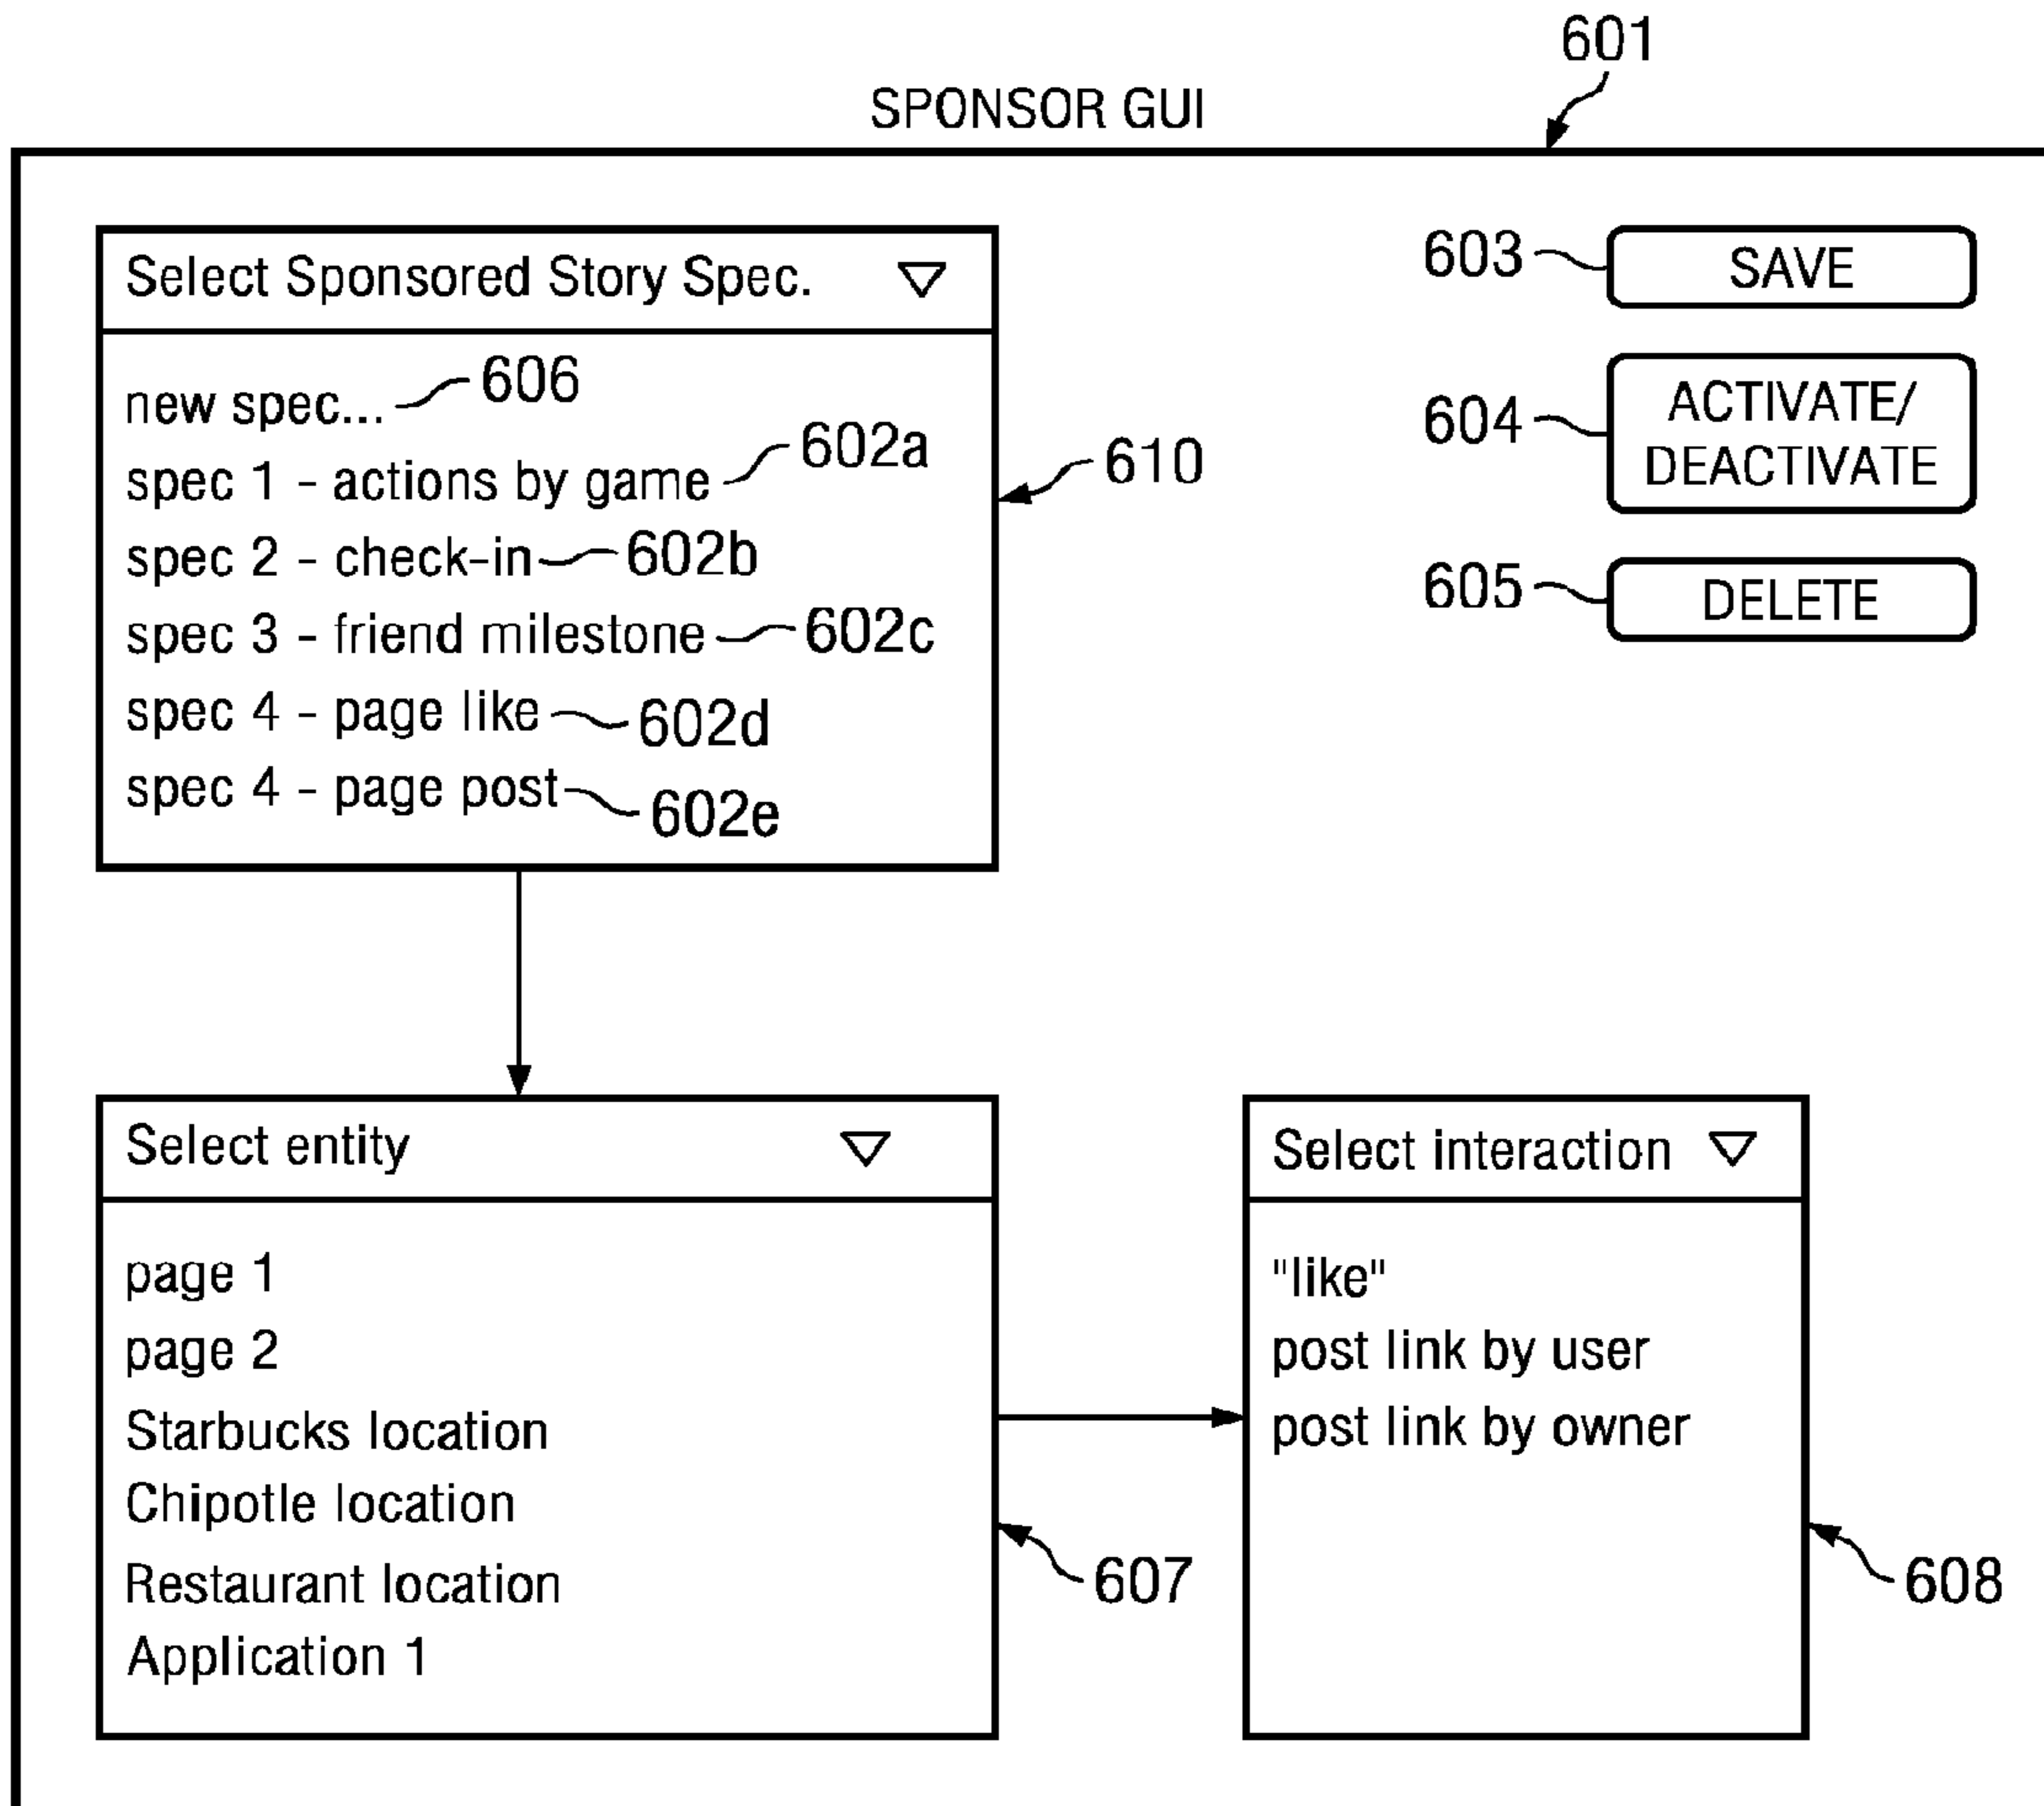 601
SPONSOR GUI
Select Sponsored Story Spec.
new spec... 606
spec 1 - actions by game 602a
spec 2 - check-in 602b
spec 3 - friend milestone 602c
spec 4 - page like 602d
spec 4 - page post 602e
610
603 SAVE
604 ACTIVATE/
DEACTIVATE
605 DELETE
Select entity
page 1
page 2
Starbucks location
Chipotle location
Restaurant location
Application 1
607
Select interaction
"like"
post link by user
post link by owner
608